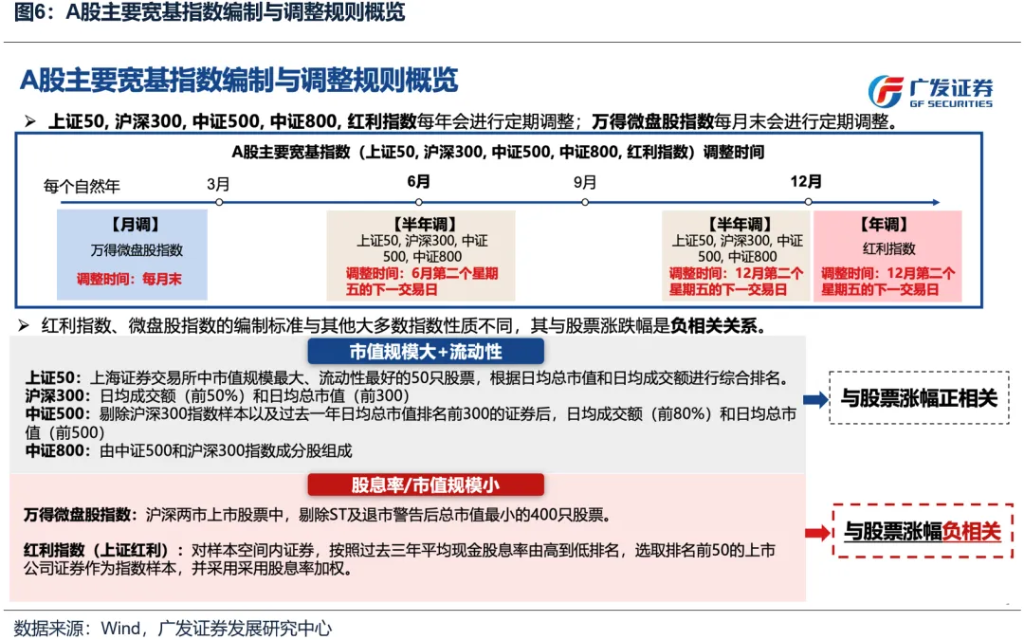 图6：A股主要宽基指数编制与调整规则概览
A股主要宽基指数编制与调整规则概览
广发证券
GF SECURITIES
➤ 上证50, 沪深300, 中证500, 中证800, 红利指数每年会进行定期调整；万得微盘股指数每月末会进行定期调整。
A股主要宽基指数（上证50, 沪深300, 中证500, 中证800, 红利指数）调整时间
每个自然年
3月
6月
9月
12月
【月调】
万得微盘股指数
调整时间：每月末
【半年调】
上证50, 沪深300, 中证
500, 中证800
调整时间：6月第二个星期
五的下一交易日
【半年调】
上证50, 沪深300, 中证
500, 中证800
调整时间：12月第二个
星期五的下一交易日
【年调】
红利指数
调整时间：12月第二个
星期五的下一交易日
➤ 红利指数、微盘股指数的编制标准与其他大多数指数性质不同，其与股票涨跌幅是负相关关系。
市值规模大+流动性
上证50：上海证券交易所中市值规模最大、流动性最好的50只股票，根据日均总市值和日均成交额进行综合排名。
沪深300：日均成交额（前50%）和日均总市值（前300）
中证500：剔除沪深300指数样本以及过去一年日均总市值排名前300的证券后，日均成交额（前80%）和日均总市
值（前500）
中证800：由中证500和沪深300指数成分股组成
与股票涨幅正相关
股息率/市值规模小
万得微盘股指数：沪深两市上市股票中，剔除ST及退市警告后总市值最小的400只股票。
红利指数（上证红利）：对样本空间内证券，按照过去三年平均现金股息率由高到低排名，选取排名前50的上市
公司证券作为指数样本，并采用采用股息率加权。
与股票涨幅负相关
数据来源：Wind，广发证券发展研究中心